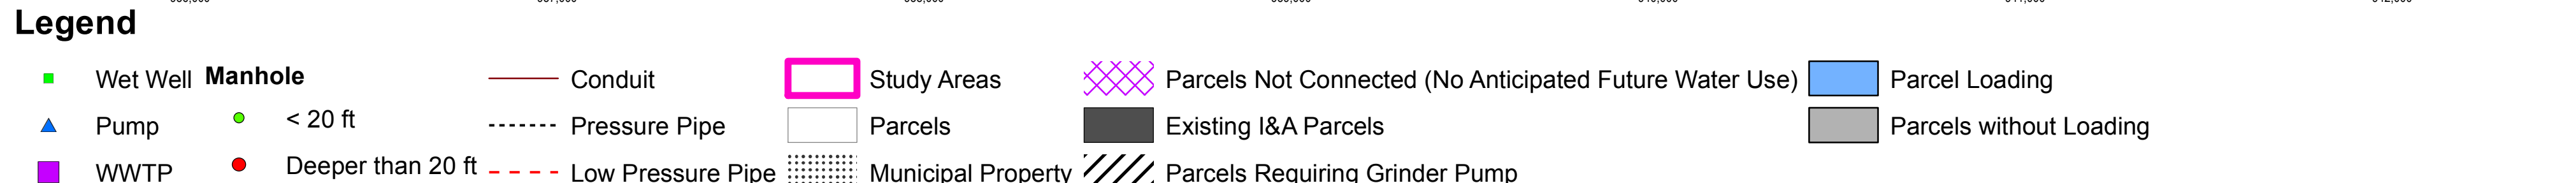 Legend
Wet Well
Pump
WWTP
Manhole
< 20 ft
Deeper than 20 ft
Conduit
Pressure Pipe
Low Pressure Pipe
Study Areas
Parcels
Municipal Property
Parcels Not Connected (No Anticipated Future Water Use)
Existing I&A Parcels
Parcels Requiring Grinder Pump
Parcel Loading
Parcels without Loading